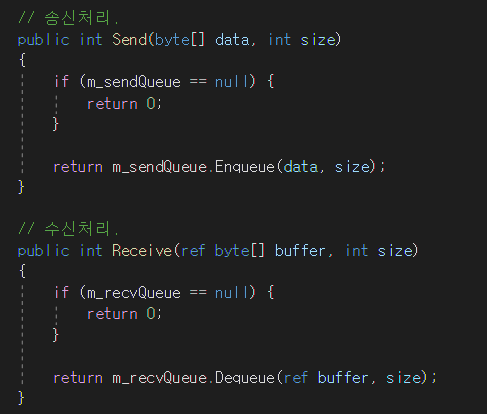 // 송신처리.
public int Send(byte[] data, int size)
{
if (m_sendQueue == null) {
return 0;
}
return m_sendQueue.Enqueue(data, size);
}
// 수신처리.
public int Receive(ref byte[] buffer, int size)
{
if (m_recvQueue == null) {
return 0;
}
return m_recvQueue.Dequeue(ref buffer, size);
}